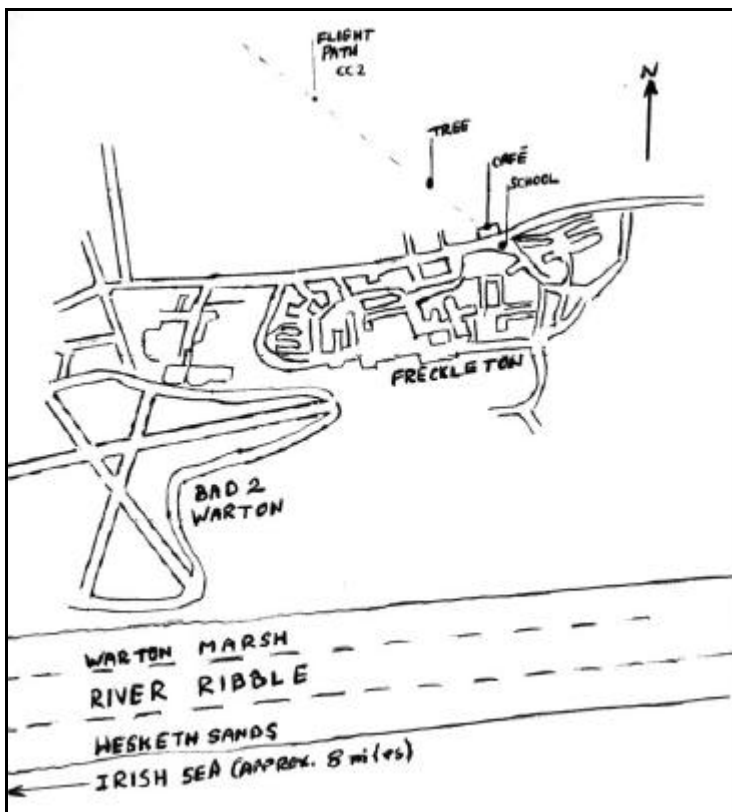 FLIGHT
PATH
CC2
N
TREE
CAFÉ
SCHOOL
FRECKLETON
BAD 2
WARTON
WARTON MARSH
RIVER RIBBLE
HESKETH SANDS
IRISH SEA (APPROX. 8 miles)